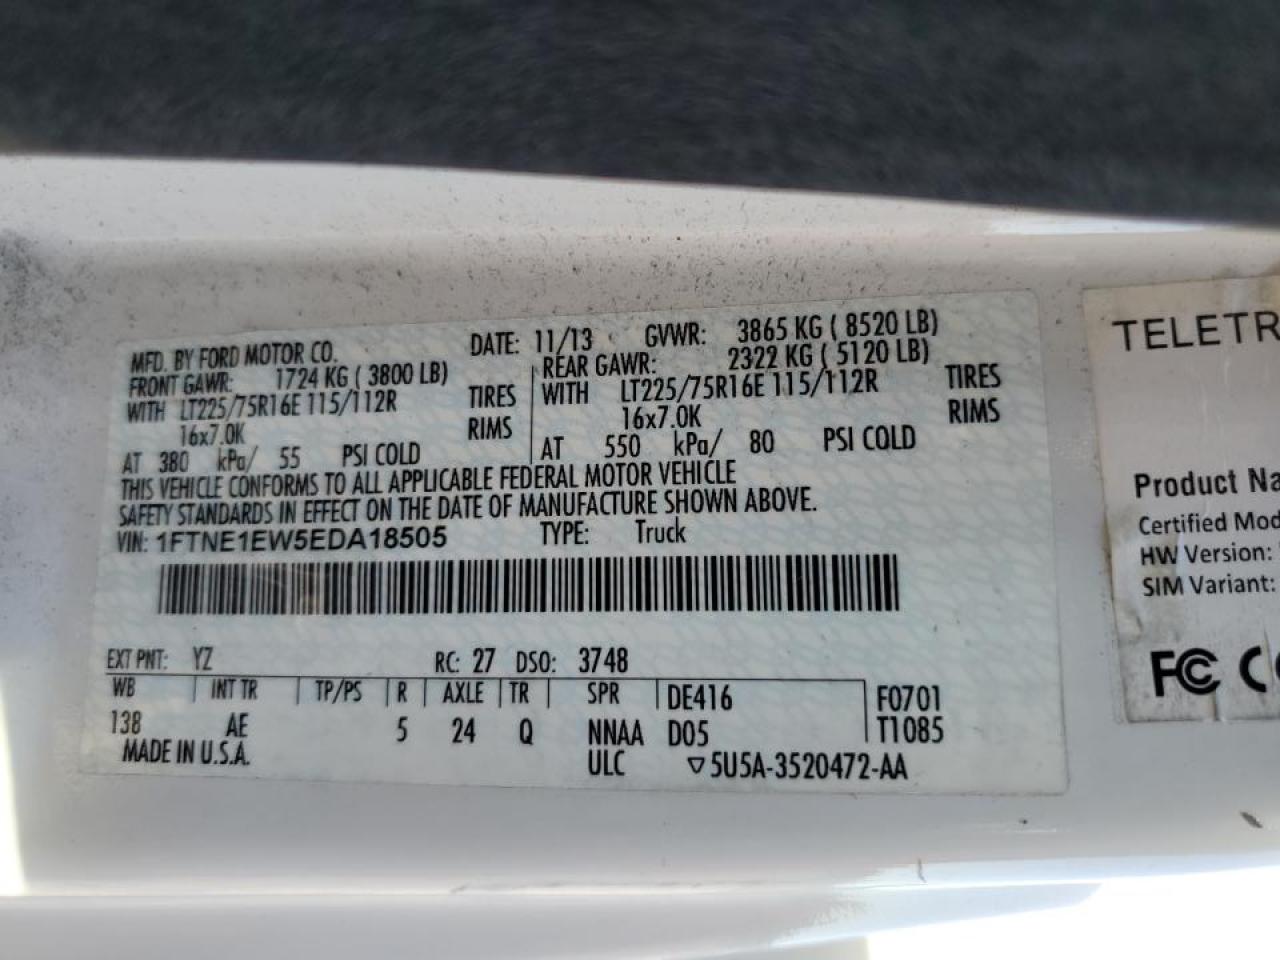 MFD. BY FORD MOTOR CO.
DATE: 11/13 GVWR: 3865 KG ( 8520 LB)
FRONT GAWR: 1724 KG ( 3800 LB)
WITH LT225/75R16E 115/112R TIRES
16x7.0K RIMS
AT 380 kPa/ 55 PSI COLD
REAR GAWR: 2322 KG ( 5120 LB)
WITH LT225/75R16E 115/112R TIRES
16x7.0K RIMS
AT 550 kPa/ 80 PSI COLD
THIS VEHICLE CONFORMS TO ALL APPLICABLE FEDERAL MOTOR VEHICLE
SAFETY STANDARDS IN EFFECT ON THE DATE OF MANUFACTURE SHOWN ABOVE.
VIN: 1FTNE1EW5EDA18505 TYPE: Truck
EXT PNT: YZ RC: 27 DSO: 3748
WB INT TR TP/PS R AXLE TR SPR DE416 F0701
138 AE 5 24 Q NNAA D05 T1085
MADE IN U.S.A. ULC ▽5U5A-3520472-AA
TELETR
Product Na
Certified Mod
HW Version:
SIM Variant:
FC